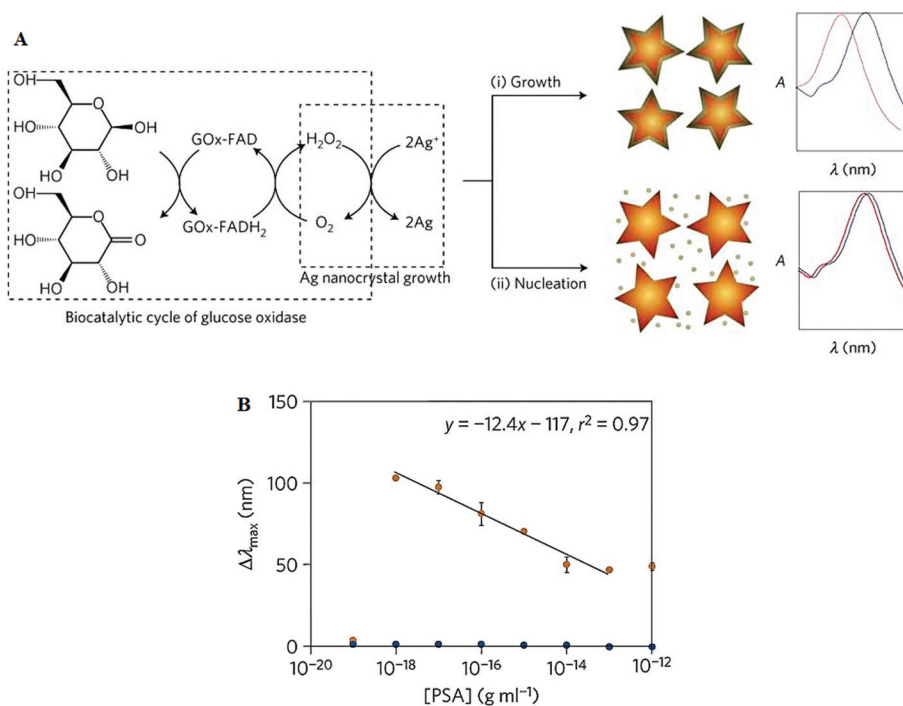 A
OH
O
HO
OH
HO
OH
OH
O
HO
O
HO
OH
GOx-FAD
GOx-FADH₂
H₂O₂
O₂
2Ag⁺
2Ag
Ag nanocrystal growth
Biocatalytic cycle of glucose oxidase
(i) Growth
(ii) Nucleation
A
λ (nm)
A
λ (nm)
B
y = −12.4x − 117, r² = 0.97
Δλmax (nm)
150
100
50
0
10⁻²⁰
10⁻¹⁸
10⁻¹⁶
10⁻¹⁴
10⁻¹²
[PSA] (g ml⁻¹)